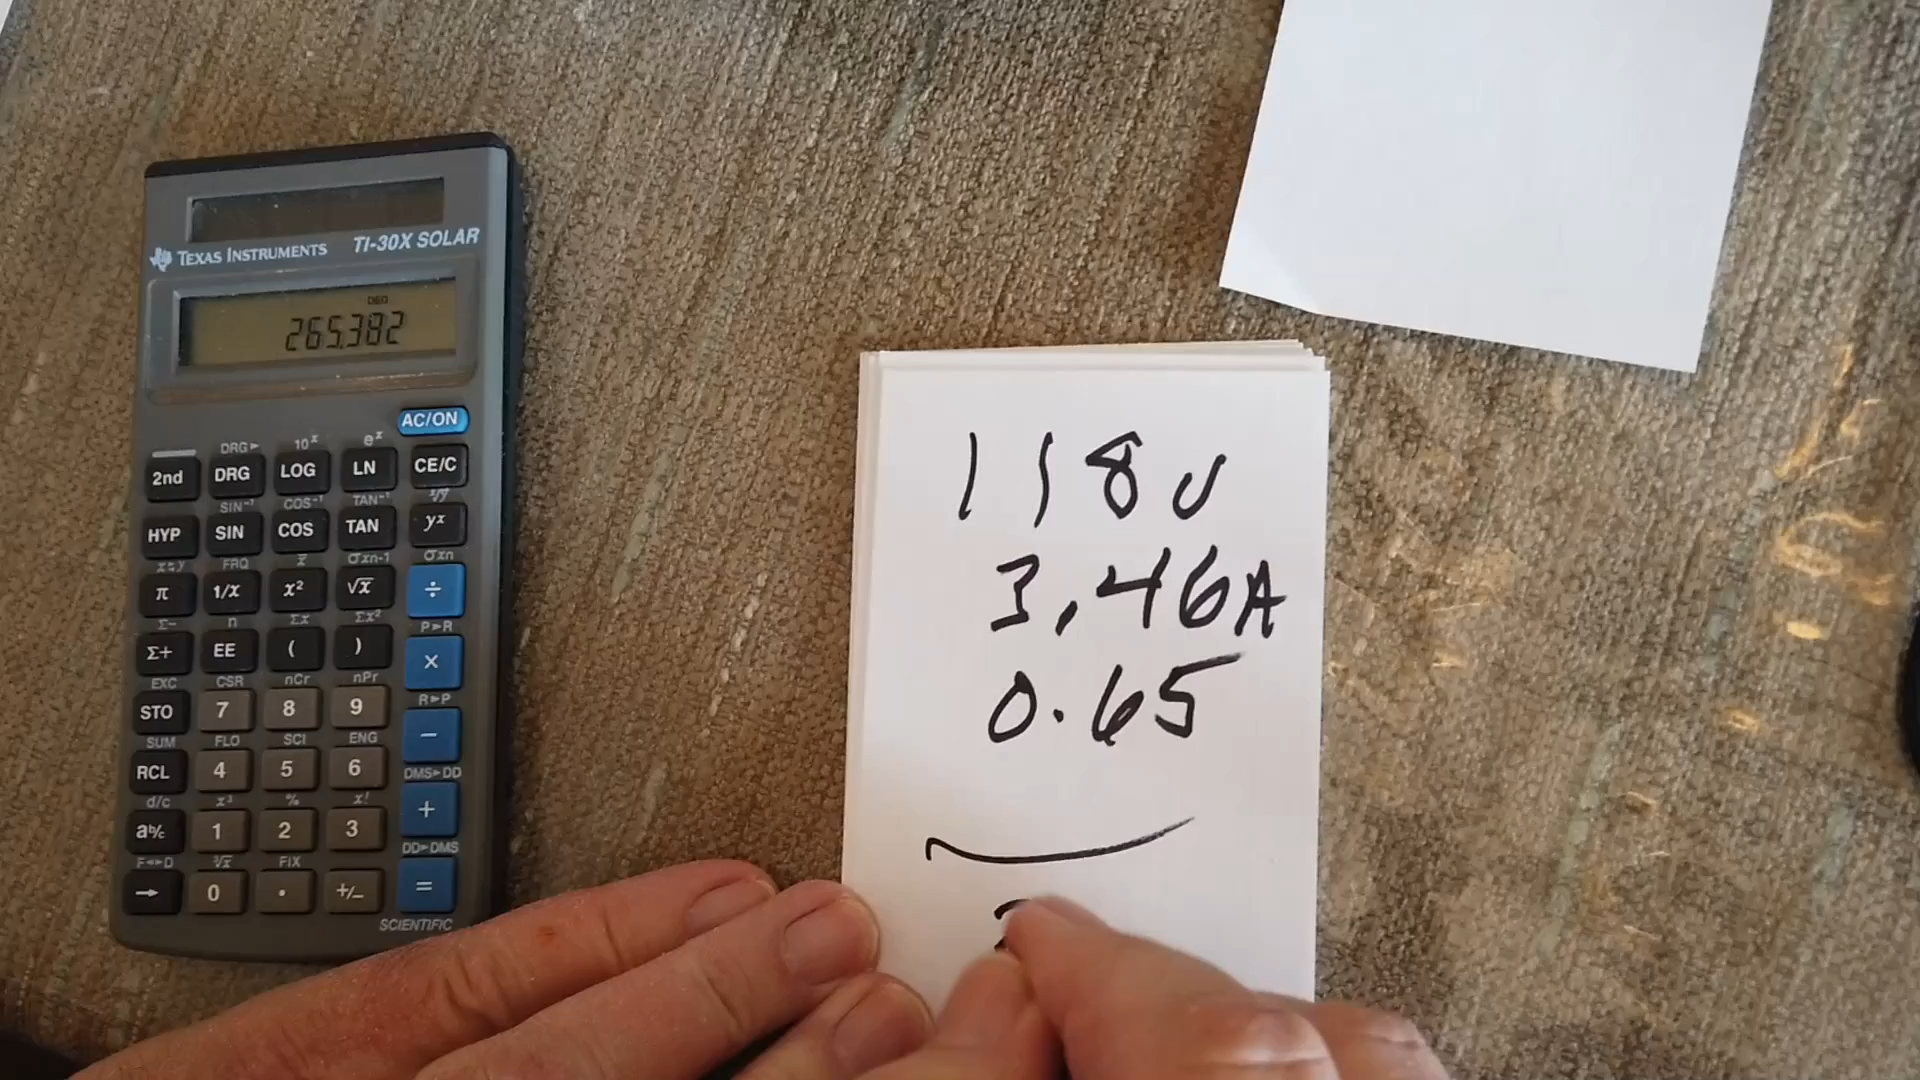 TEXAS INSTRUMENTS TI-30X SOLAR
DEG
265.382
AC/ON
DRG► 10ˣ eˣ
2nd DRG LOG LN CE/C
SIN⁻¹ COS⁻¹ TAN⁻¹
HYP SIN COS TAN yˣ
x⇄y FRQ x̄ σxn-1 σxn
π 1/x x² √x ÷
Σ- n Σx Σx² P►R
Σ+ EE ( ) ×
EXC CSR nCr nPr R►P
STO 7 8 9 −
SUM FLO SCI ENG DMS►DD
RCL 4 5 6 +
d/c x³ % x! DD►DMS
ab/c 1 2 3 =
F◄►D ∛x FIX
→ 0 . +/−
SCIENTIFIC
118V
3.46A
0.65